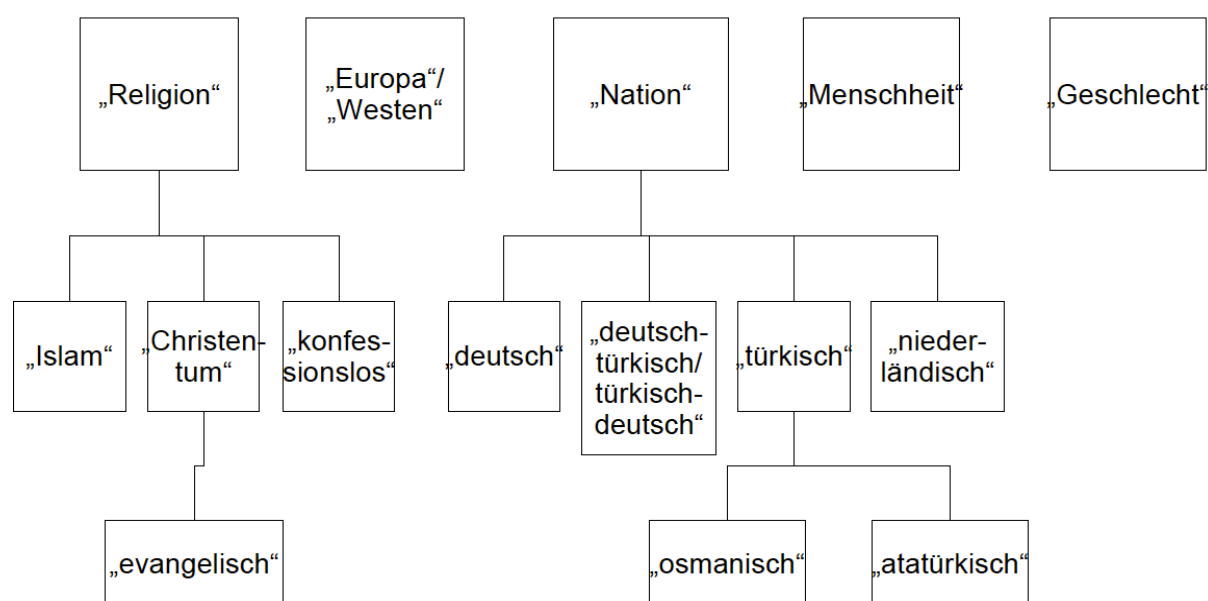 „Religion“
„Europa“/
„Westen“
„Nation“
„Menschheit“
„Geschlecht“
„Islam“
„Christen-
tum“
„konfes-
sionslos“
„deutsch“
„deutsch-
türkisch/
türkisch-
deutsch“
„türkisch“
„nieder-
ländisch“
„evangelisch“
„osmanisch“
„atatürkisch“